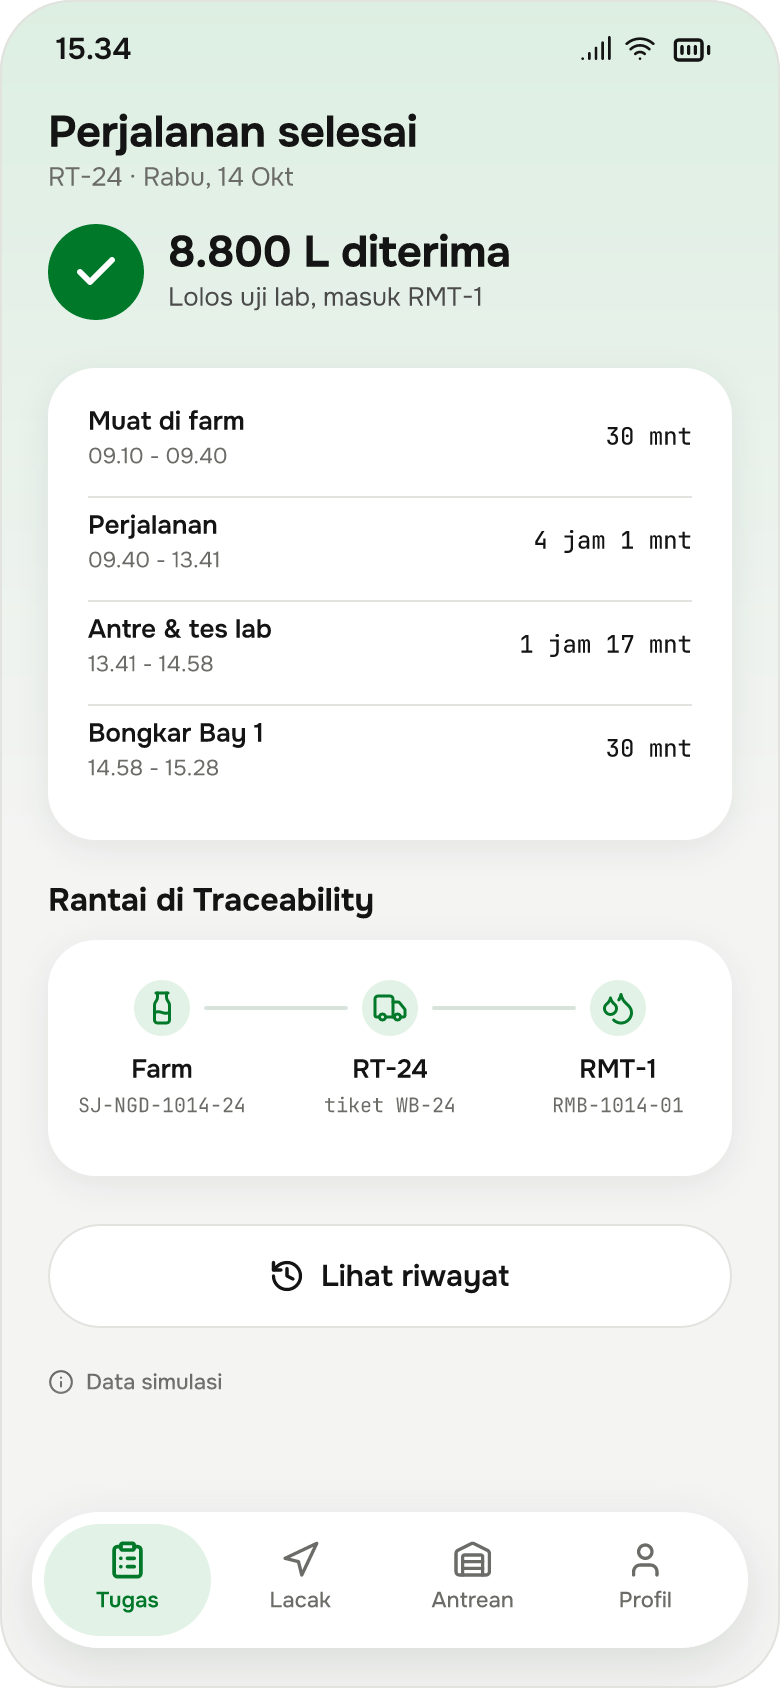 15.34
Perjalanan selesai
RT-24 · Rabu, 14 Okt
8.800 L diterima
Lolos uji lab, masuk RMT-1
Muat di farm
09.10 - 09.40
30 mnt
Perjalanan
09.40 - 13.41
4 jam 1 mnt
Antre & tes lab
13.41 - 14.58
1 jam 17 mnt
Bongkar Bay 1
14.58 - 15.28
30 mnt
Rantai di Traceability
Farm
SJ-NGD-1014-24
RT-24
tiket WB-24
RMT-1
RMB-1014-01
Lihat riwayat
Data simulasi
Tugas
Lacak
Antrean
Profil